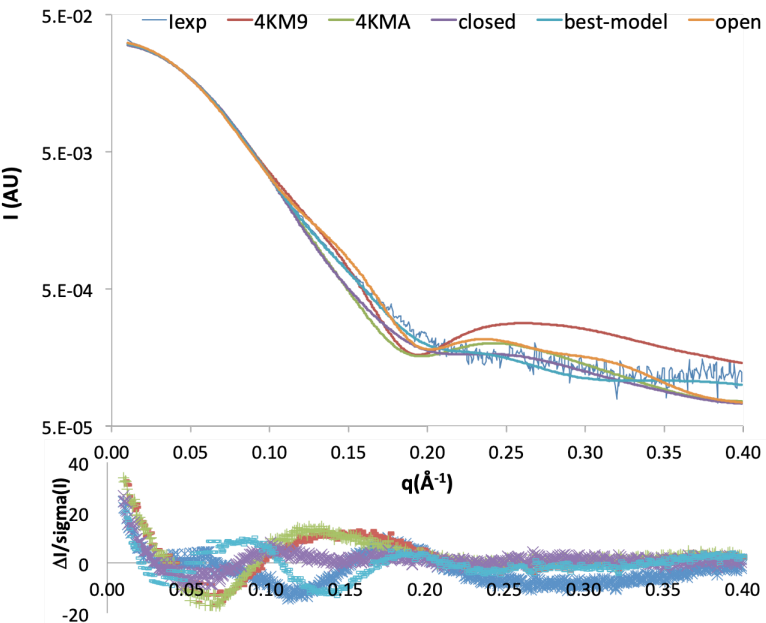 5.E-02
Iexp 4KM9 4KMA closed best-model open
5.E-03
I (AU)
5.E-04
5.E-05
0.00 0.05 0.10 0.15 0.20 0.25 0.30 0.35 0.40
q(Å-1)
40
20
0
-20
ΔI/sigma(I)
0.00 0.05 0.10 0.15 0.20 0.25 0.30 0.35 0.40